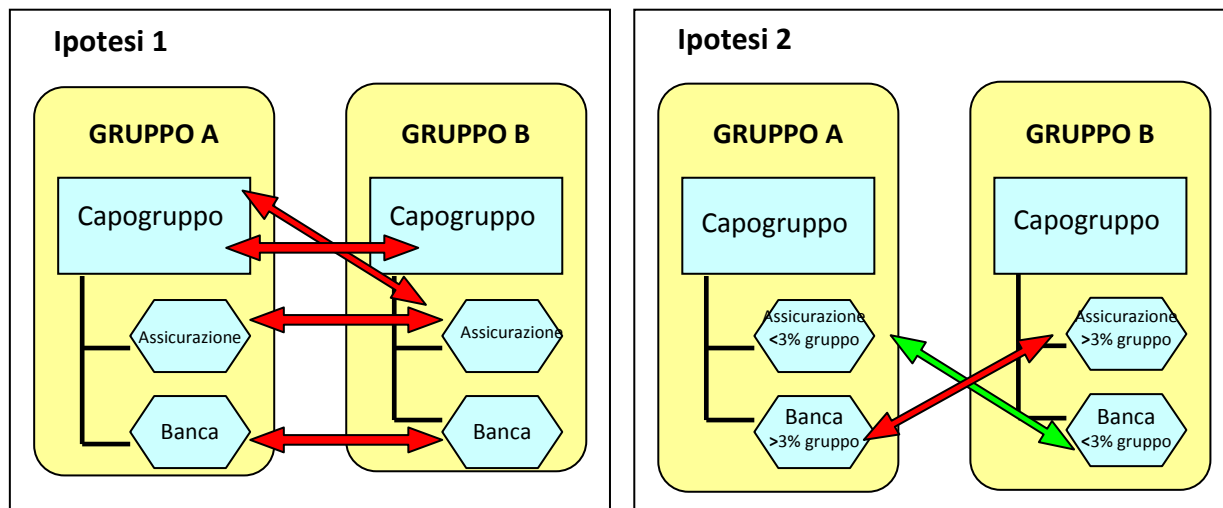 Ipotesi 1
GRUPPO A
Capogruppo
Assicurazione
Banca
GRUPPO B
Capogruppo
Assicurazione
Banca
Ipotesi 2
GRUPPO A
Capogruppo
Assicurazione
<3% gruppo
Banca
>3% gruppo
GRUPPO B
Capogruppo
Assicurazione
>3% gruppo
Banca
<3% gruppo